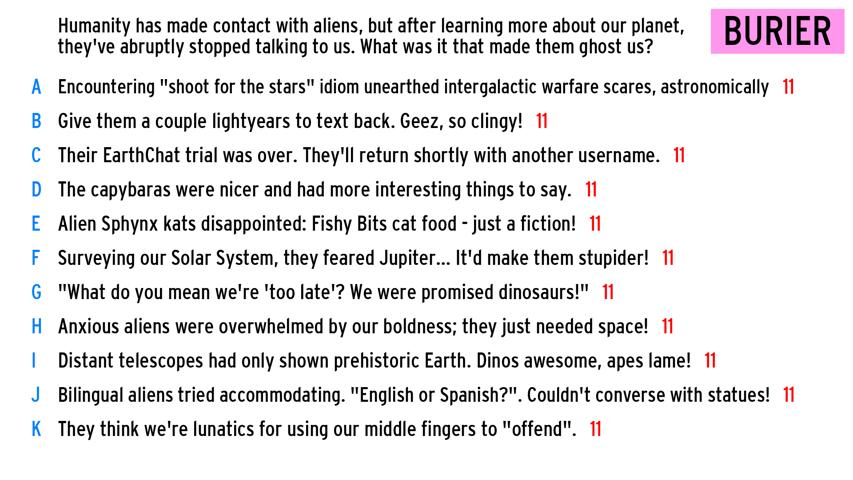 Humanity has made contact with aliens, but after learning more about our planet,
they've abruptly stopped talking to us. What was it that made them ghost us?
BURIER
A Encountering "shoot for the stars" idiom unearthed intergalactic warfare scares, astronomically 11
B Give them a couple lightyears to text back. Geez, so clingy! 11
C Their EarthChat trial was over. They'll return shortly with another username. 11
D The capybaras were nicer and had more interesting things to say. 11
E Alien Sphynx kats disappointed: Fishy Bits cat food - just a fiction! 11
F Surveying our Solar System, they feared Jupiter... It'd make them stupider! 11
G "What do you mean we're 'too late'? We were promised dinosaurs!" 11
H Anxious aliens were overwhelmed by our boldness; they just needed space! 11
I Distant telescopes had only shown prehistoric Earth. Dinos awesome, apes lame! 11
J Bilingual aliens tried accommodating. "English or Spanish?". Couldn't converse with statues! 11
K They think we're lunatics for using our middle fingers to "offend". 11